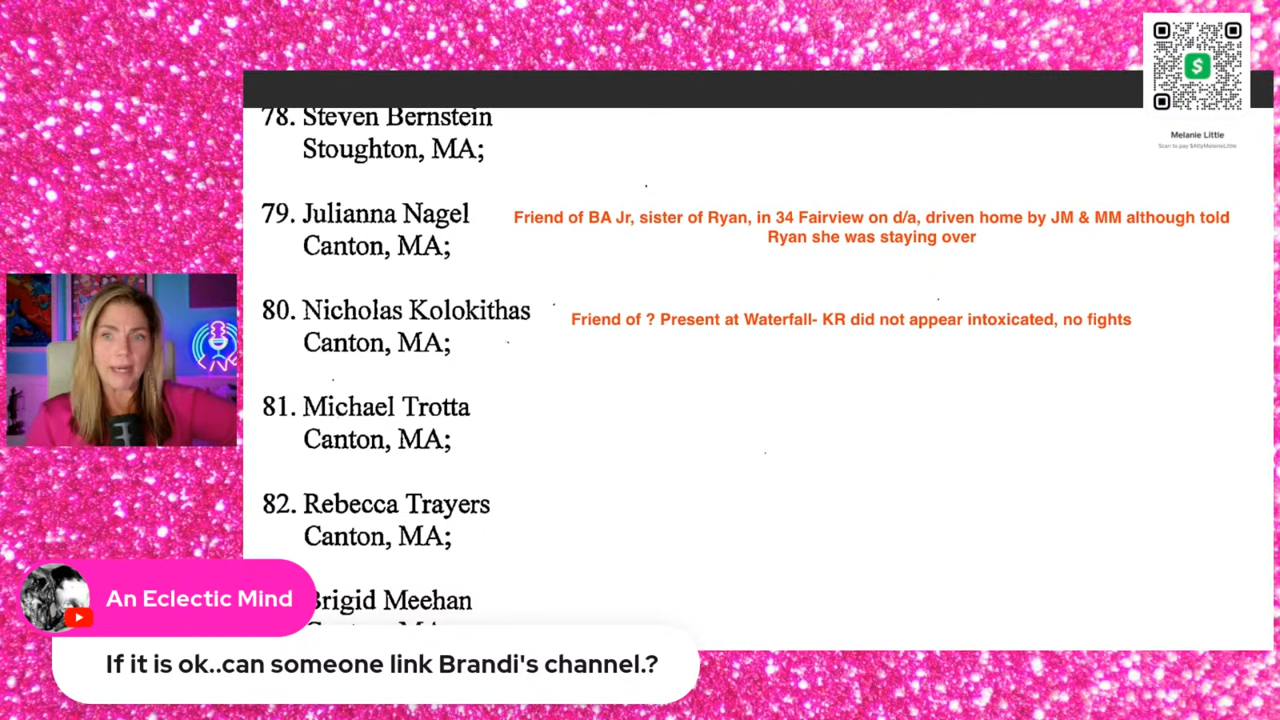 78. Steven Bernstein
Stoughton, MA;
79. Julianna Nagel
Canton, MA;
Friend of BA Jr, sister of Ryan, in 34 Fairview on d/a, driven home by JM & MM although told
Ryan she was staying over
80. Nicholas Kolokithas
Canton, MA;
Friend of ? Present at Waterfall- KR did not appear intoxicated, no fights
81. Michael Trotta
Canton, MA;
82. Rebecca Trayers
Canton, MA;
Brigid Meehan
Melanie Little
Scan to pay $AttyMelanieLittle
An Eclectic Mind
If it is ok..can someone link Brandi's channel.?